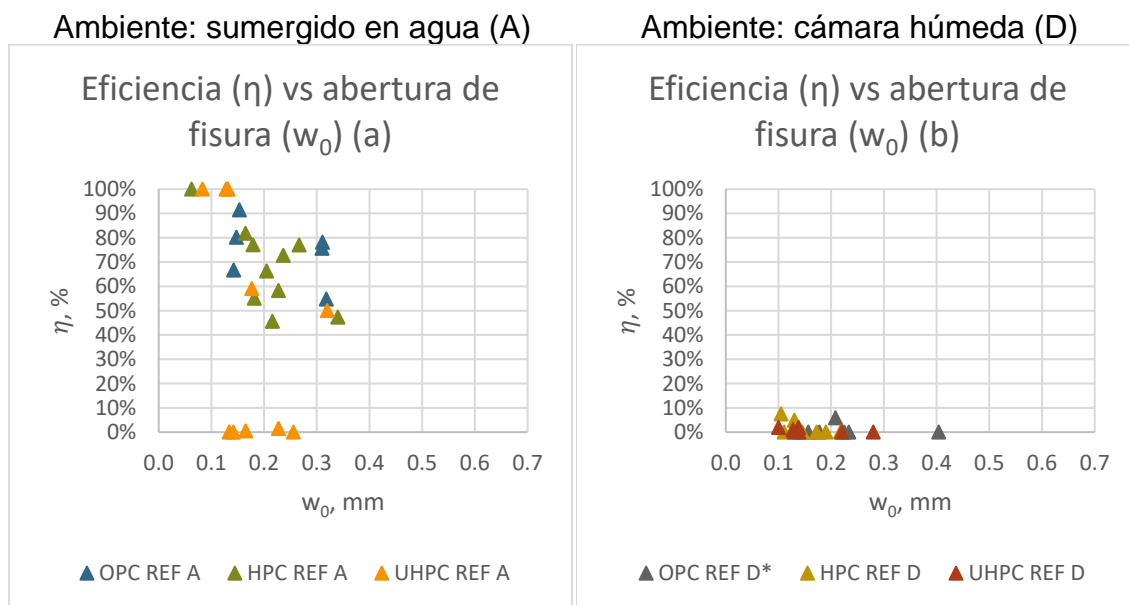 Ambiente: sumergido en agua (A)
Eficiencia (η) vs abertura de
fisura (w₀) (a)
100%
90%
80%
70%
60%
50%
40%
30%
20%
10%
0%
η, %
0.0 0.1 0.2 0.3 0.4 0.5 0.6 0.7
w₀, mm
OPC REF A HPC REF A UHPC REF A
Ambiente: cámara húmeda (D)
Eficiencia (η) vs abertura de
fisura (w₀) (b)
100%
90%
80%
70%
60%
50%
40%
30%
20%
10%
0%
η, %
0.0 0.1 0.2 0.3 0.4 0.5 0.6 0.7
w₀, mm
OPC REF D* HPC REF D UHPC REF D